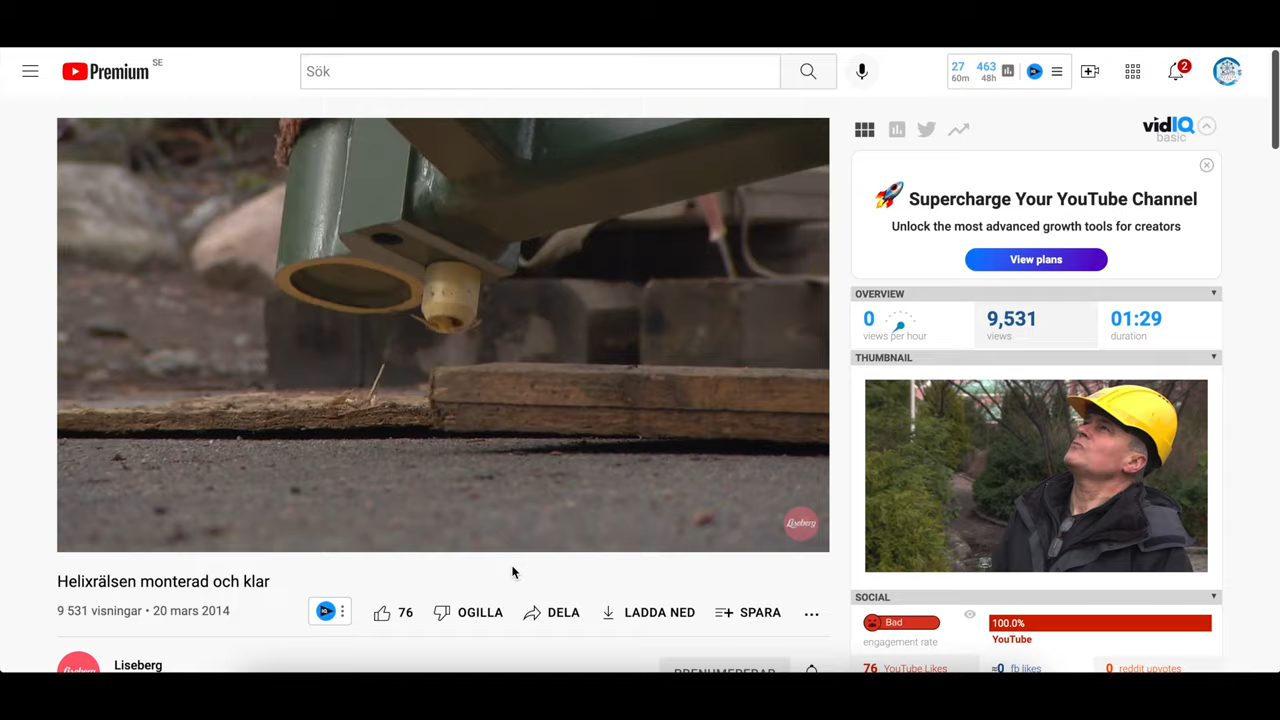 Premium SE
Sök
27 463
60m 48h
2
vidIQ
basic
Supercharge Your YouTube Channel
Unlock the most advanced growth tools for creators
View plans
OVERVIEW
0 9,531 01:29
views per hour views duration
THUMBNAIL
Liseberg
Helixrälsen monterad och klar
9 531 visningar • 20 mars 2014
IQ 76 OGILLA DELA LADDA NED SPARA
SOCIAL
Bad 100.0%
engagement rate YouTube
76 YouTube Likes ≈0 fb likes 0 reddit upvotes
Liseberg
Liseberg
PRENUMERERAR